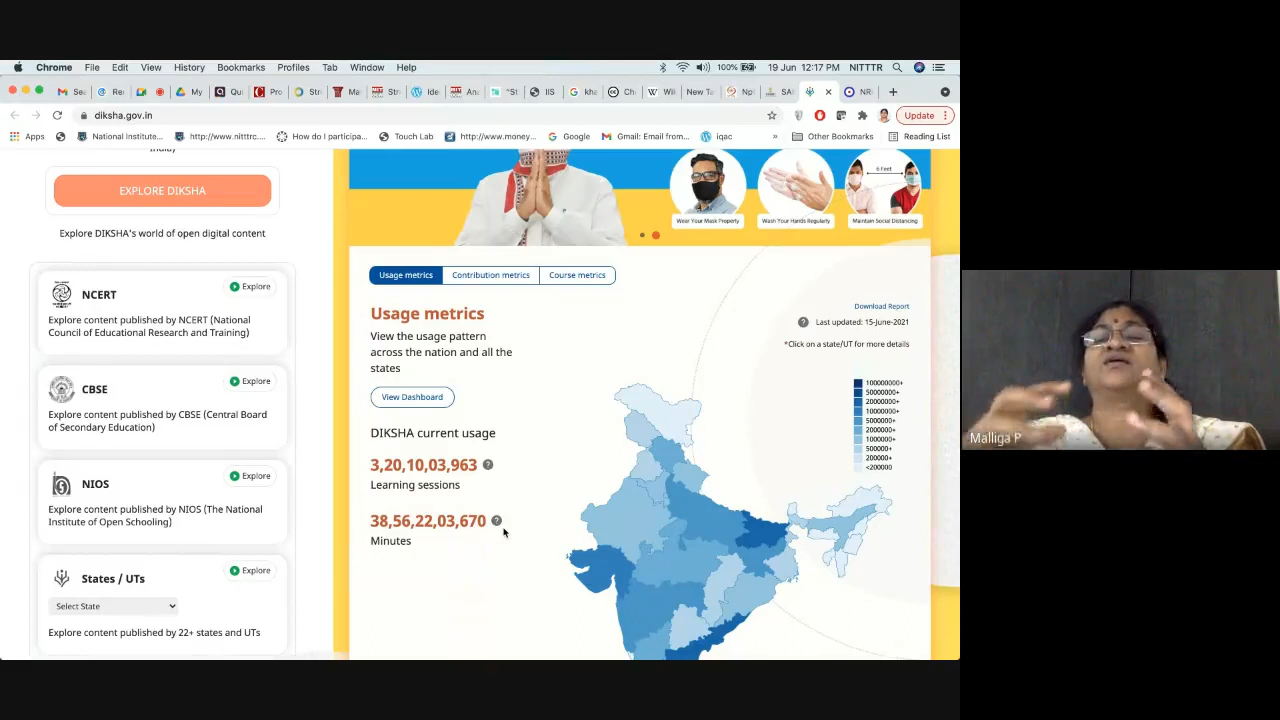 Chrome File Edit View History Bookmarks Profiles Tab Window Help 100% 19 Jun 12:17 PM NITTTR
diksha.gov.in
Update
Apps National Institute... http://www.nitttrc.... How do I participa... Touch Lab http://www.money... Google Gmail: Email from... iqac » Other Bookmarks Reading List
India)
EXPLORE DIKSHA
Explore DIKSHA's world of open digital content
NCERT
Explore
Explore content published by NCERT (National
Council of Educational Research and Training)
CBSE
Explore
Explore content published by CBSE (Central Board
of Secondary Education)
NIOS
Explore
Explore content published by NIOS (The National
Institute of Open Schooling)
States / UTs
Explore
Select State
Explore content published by 22+ states and UTs
6 Feet
Wear Your Mask Properly
Wash Your Hands Regularly
Maintain Social Distancing
Usage metrics
Contribution metrics
Course metrics
Usage metrics
View the usage pattern
across the nation and all the
states
View Dashboard
DIKSHA current usage
3,20,10,03,963 ?
Learning sessions
38,56,22,03,670 ?
Minutes
Download Report
? Last updated: 15-June-2021
*Click on a state/UT for more details
100000000+
50000000+
20000000+
10000000+
5000000+
2000000+
1000000+
500000+
200000+
<200000
Malliga P